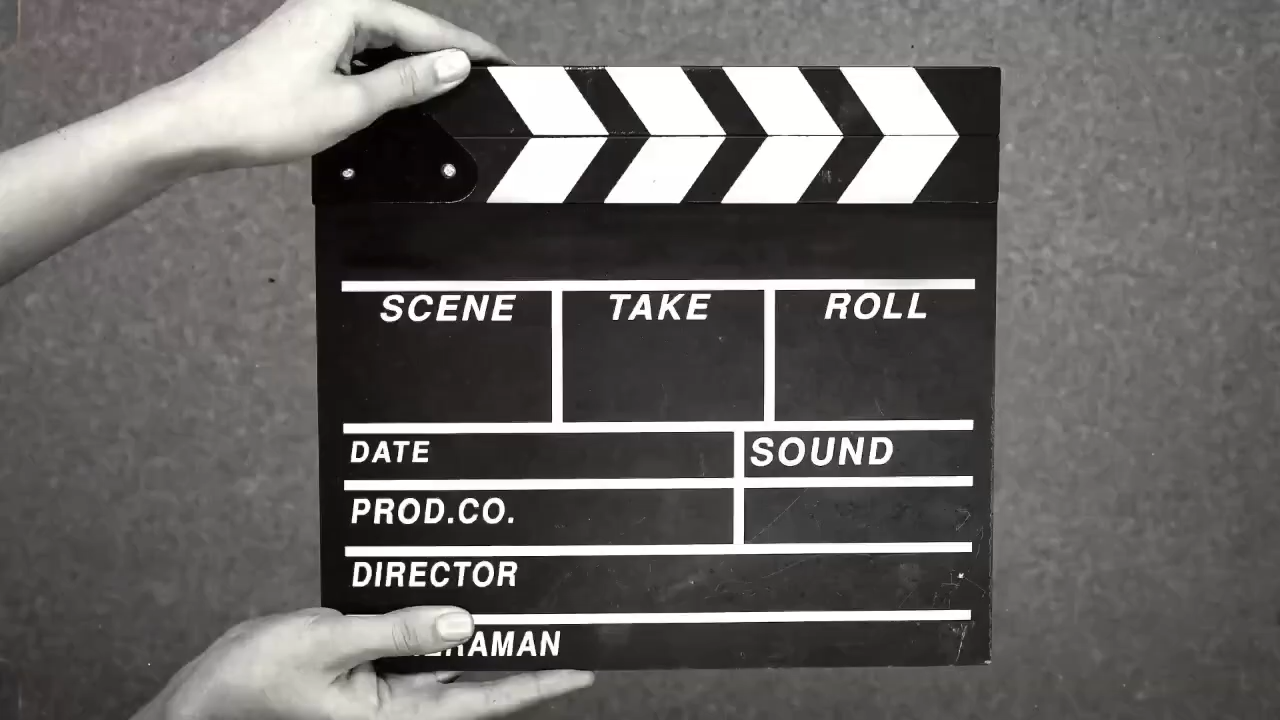 SCENE TAKE ROLL
DATE SOUND
PROD.CO.
DIRECTOR